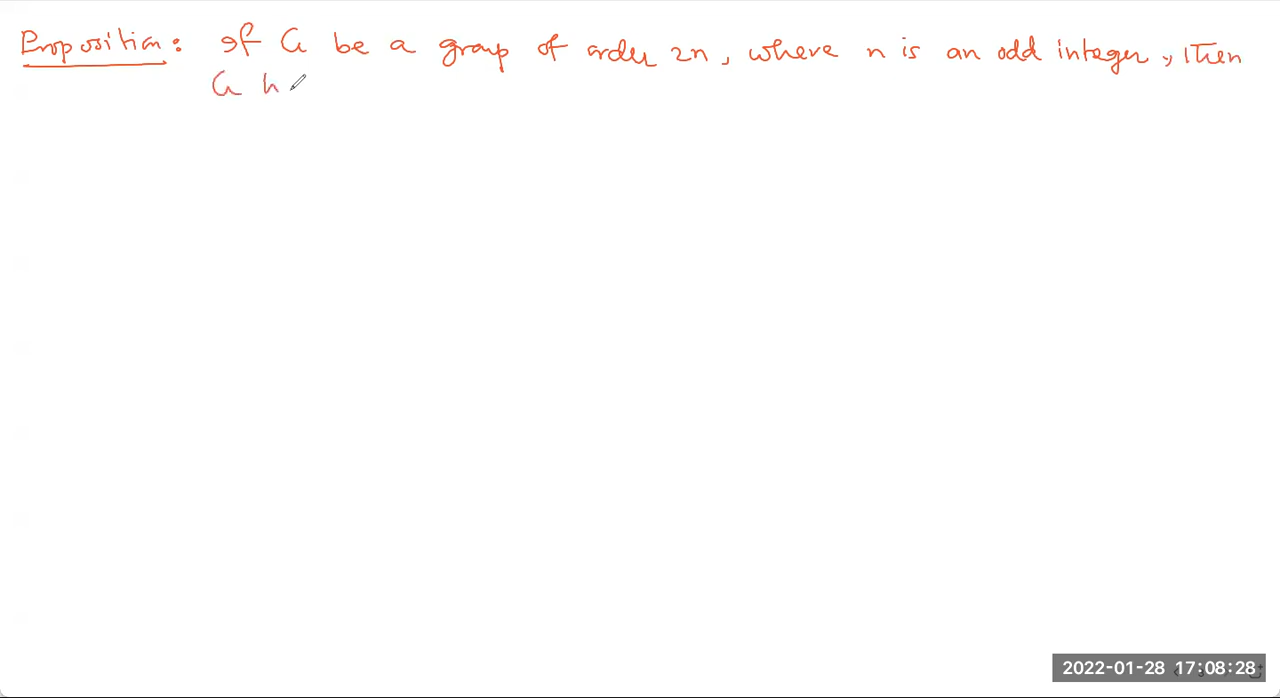 Proposition: If G be a group of order 2n, where n is an odd integer, then
G h
2022-01-28 17:08:28